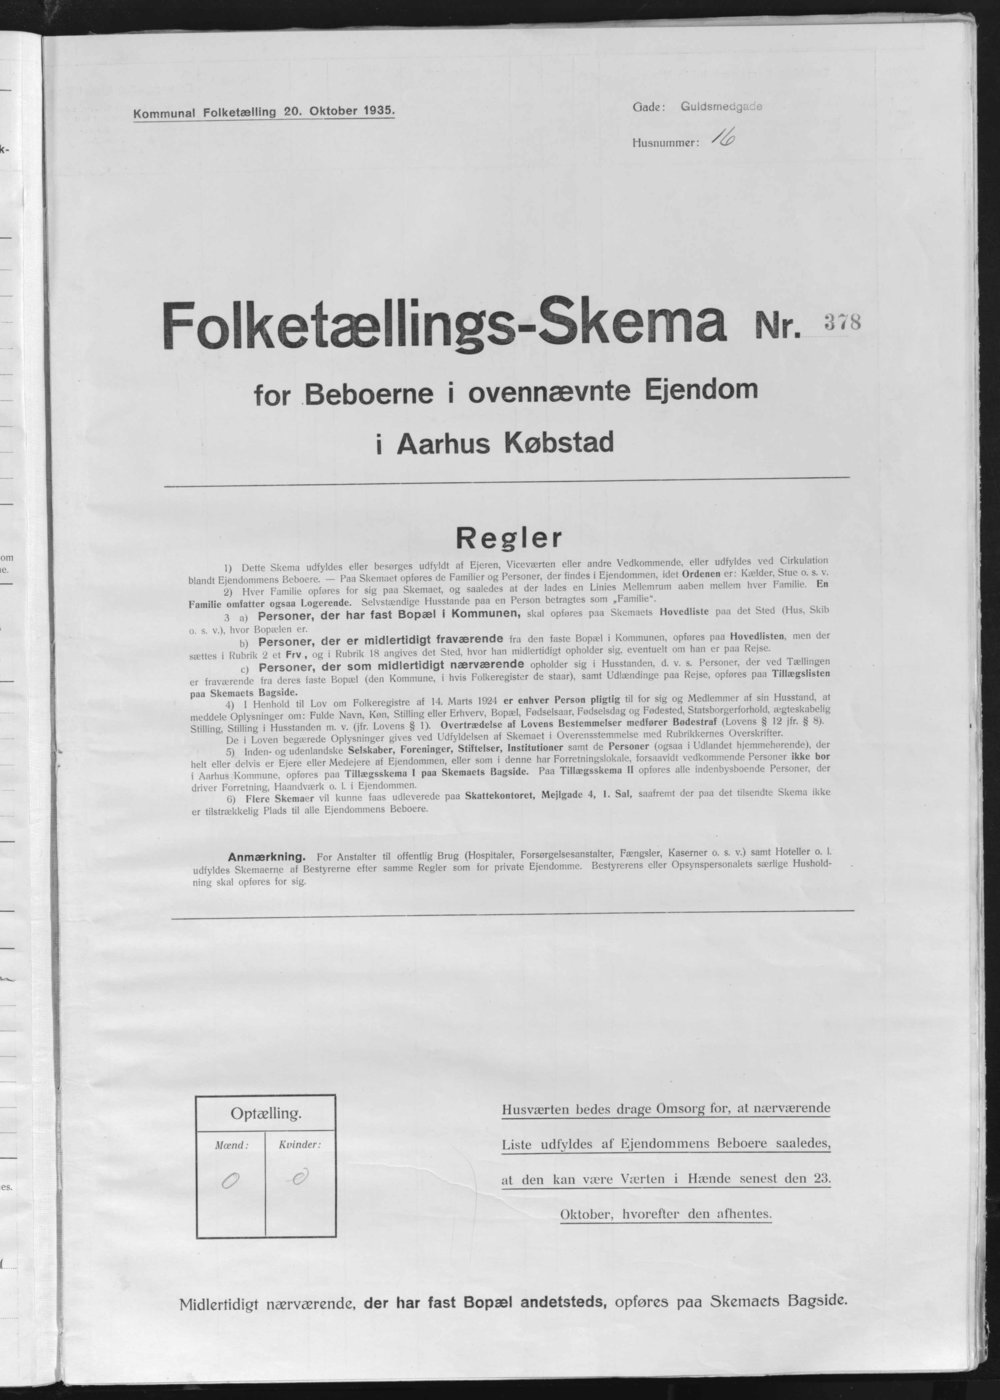 Kommunal Folketælling 20. Oktober 1935.
Gade: Guldsmedgade
Husnummer: 16
Folketællings-Skema Nr. 378
for Beboerne i ovennævnte Ejendom
i Aarhus Købstad
Regler
1) Dette Skema udfyldes eller besørges udfyldt af Ejeren, Viceværten eller andre Vedkommende, eller udfyldes ved Cirkulation
blandt Ejendommens Beboere. — Paa Skemaet opføres de Familier og Personer, der findes i Ejendommen, idet Ordenen er: Kælder, Stue o. s. v.
2) Hver Familie opføres for sig paa Skemaet, og saaledes at der lades en Linies Mellemrum aaben mellem hver Familie. En
Familie omfatter ogsaa Logerende. Selvstændige Husstande paa en Person betragtes som „Familie“.
3 a) Personer, der har fast Bopæl i Kommunen, skal opføres paa Skemaets Hovedliste paa det Sted (Hus, Skib
o. s. v.), hvor Bopælen er.
b) Personer, der er midlertidigt fraværende fra den faste Bopæl i Kommunen, opføres paa Hovedlisten, men der
sættes i Rubrik 2 et Frv., og i Rubrik 18 angives det Sted, hvor han midlertidigt opholder sig, eventuelt om han er paa Rejse.
c) Personer, der som midlertidigt nærværende opholder sig i Husstanden, d. v. s. Personer, der ved Tællingen
er fraværende fra deres faste Bopæl (den Kommune, i hvis Folkeregister de staar), samt Udlændinge paa Rejse, opføres paa Tillægslisten
paa Skemaets Bagside.
4) I Henhold til Lov om Folkeregistre af 14. Marts 1924 er enhver Person pligtig til for sig og Medlemmer af sin Husstand, at
meddele Oplysninger om: Fulde Navn, Køn, Stilling eller Erhverv, Bopæl, Fødselsaar, Fødselsdag og Fødested, Statsborgerforhold, ægteskabelig
Stilling, Stilling i Husstanden m. v. (jfr. Lovens § 1). Overtrædelse af Lovens Bestemmelser medfører Bødestraf (Lovens § 12 jfr. § 8).
De i Loven begærede Oplysninger gives ved Udfyldelsen af Skemaet i Overensstemmelse med Rubrikkernes Overskrifter.
5) Inden- og udenlandske Selskaber, Foreninger, Stiftelser, Institutioner samt de Personer (ogsaa i Udlandet hjemmehørende), der
helt eller delvis er Ejere eller Medejere af Ejendommen, eller som i denne har Forretningslokale, forsaavidt vedkommende Personer ikke bor
i Aarhus Kommune, opføres paa Tillægsskema I paa Skemaets Bagside. Paa Tillægsskema II opføres alle indenbysboende Personer, der
driver Forretning, Haandværk o. l. i Ejendommen.
6) Flere Skemaer vil kunne faas udleverede paa Skattekontoret, Mejlgade 4, 1. Sal, saafremt der paa det tilsendte Skema ikke
er tilstrækkelig Plads til alle Ejendommens Beboere.
Anmærkning. For Anstalter til offentlig Brug (Hospitaler, Forsørgelsesanstalter, Fængsler, Kaserner o. s. v.) samt Hoteller o. l.
udfyldes Skemaerne af Bestyrerne efter samme Regler som for private Ejendomme. Bestyrerens eller Opsynspersonalets særlige Hushold-
ning skal opføres for sig.
Optælling.
Mænd: Kvinder:
0 0
Husværten bedes drage Omsorg for, at nærværende
Liste udfyldes af Ejendommens Beboere saaledes,
at den kan være Værten i Hænde senest den 23.
Oktober, hvorefter den afhentes.
Midlertidigt nærværende, der har fast Bopæl andetsteds, opføres paa Skemaets Bagside.